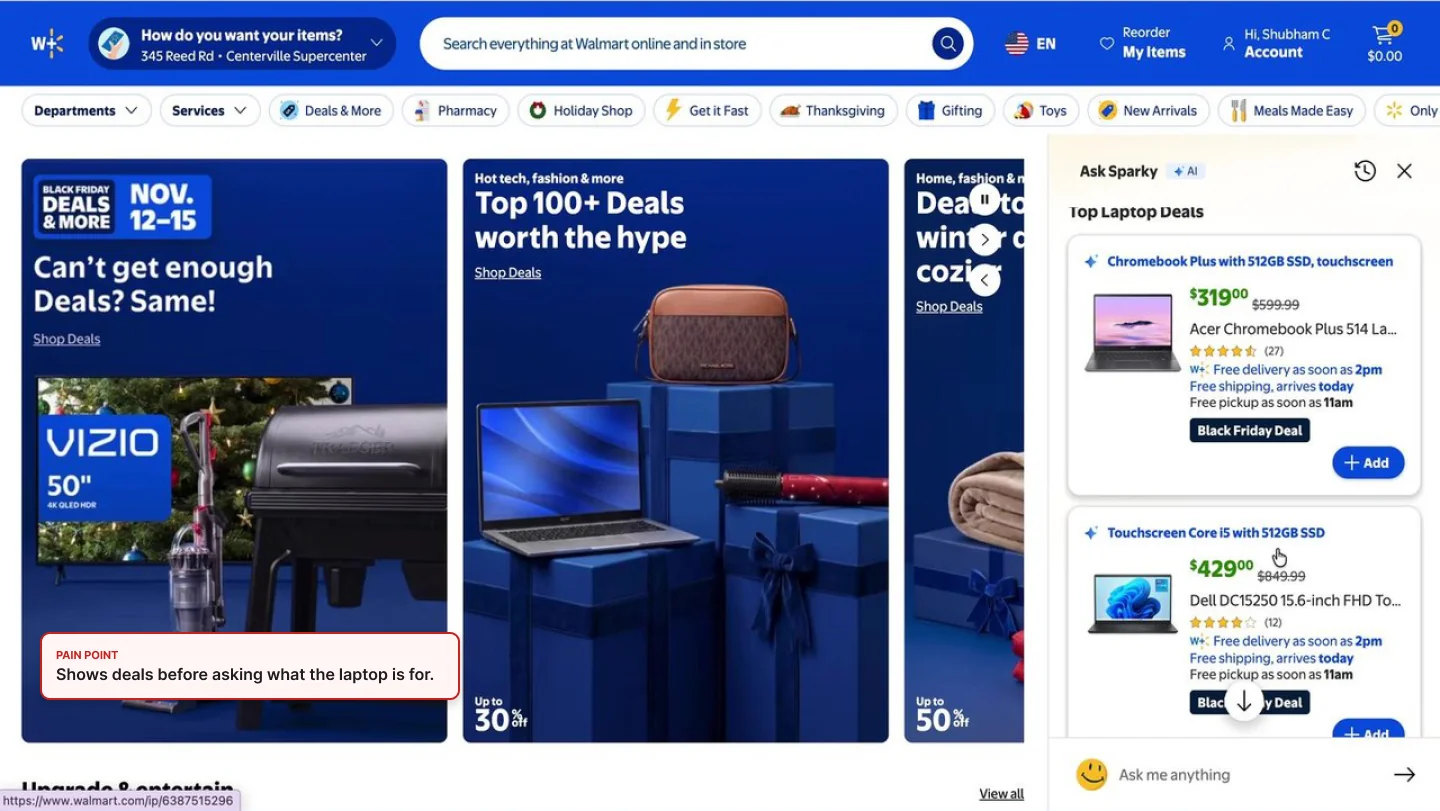 W+
How do you want your items?
345 Reed Rd • Centerville Supercenter
Search everything at Walmart online and in store
EN
Reorder
My Items
Hi, Shubham C
Account
0
$0.00
Departments
Services
Deals & More
Pharmacy
Holiday Shop
Get it Fast
Thanksgiving
Gifting
Toys
New Arrivals
Meals Made Easy
Only
BLACK FRIDAY
DEALS
& MORE
NOV.
12–15
Can't get enough
Deals? Same!
Shop Deals
VIZIO
50"
4K QLED HDR
TRAEGER
PAIN POINT
Shows deals before asking what the laptop is for.
Hot tech, fashion & more
Top 100+ Deals
worth the hype
Shop Deals
MICHAEL KORS
Up to
30% off
Home, fashion & m
Shop Deals
Up to
50% off
Upgrade & entertain
View all
https://www.walmart.com/ip/6387515296
Ask Sparky
AI
Top Laptop Deals
Chromebook Plus with 512GB SSD, touchscreen
$319.00 $599.99
Acer Chromebook Plus 514 La...
(27)
W+ Free delivery as soon as 2pm
Free shipping, arrives today
Free pickup as soon as 11am
Black Friday Deal
+ Add
Touchscreen Core i5 with 512GB SSD
$429.00 $849.99
Dell DC15250 15.6-inch FHD To...
(12)
W+ Free delivery as soon as 2pm
Free shipping, arrives today
Free pickup as soon as 11am
Blac y Deal
+ Add
Ask me anything